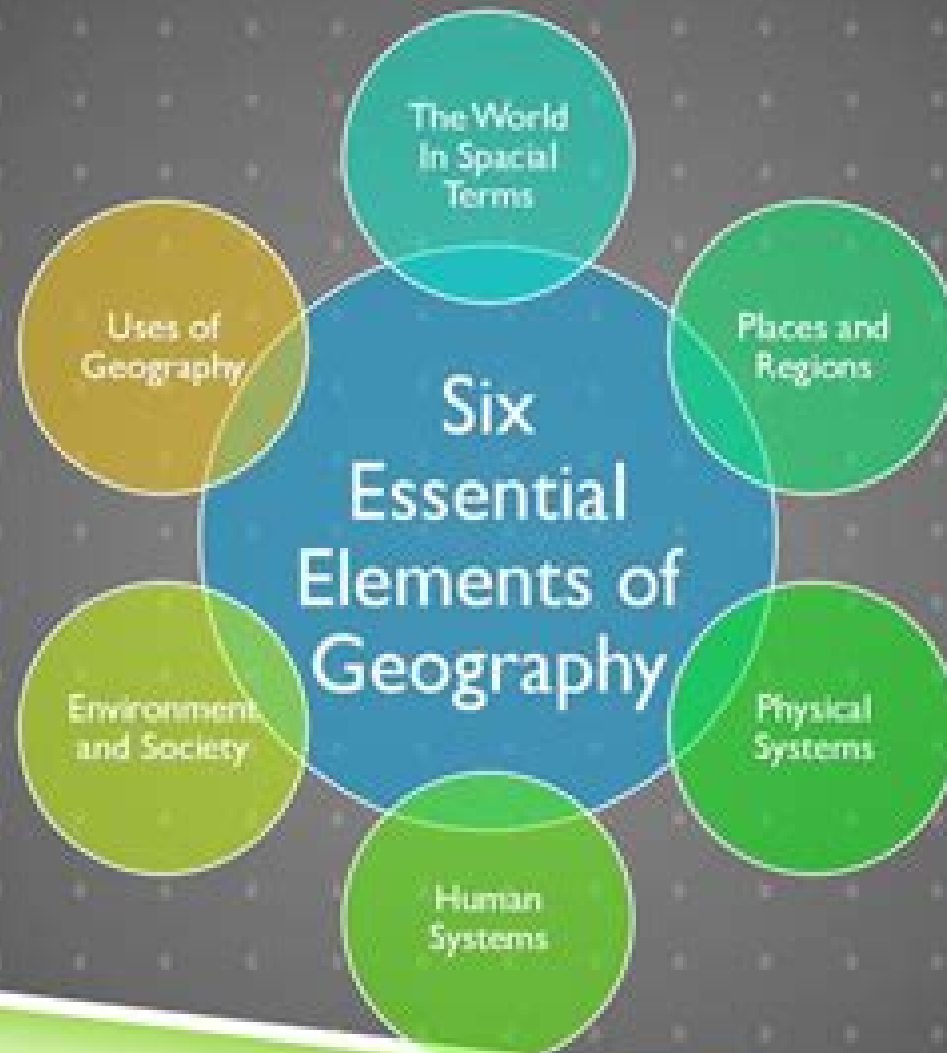 The World
In Spacial
Terms
Uses of
Geography
Places and
Regions
Six
Essential
Elements of
Geography
Environment
and Society
Physical
Systems
Human
Systems